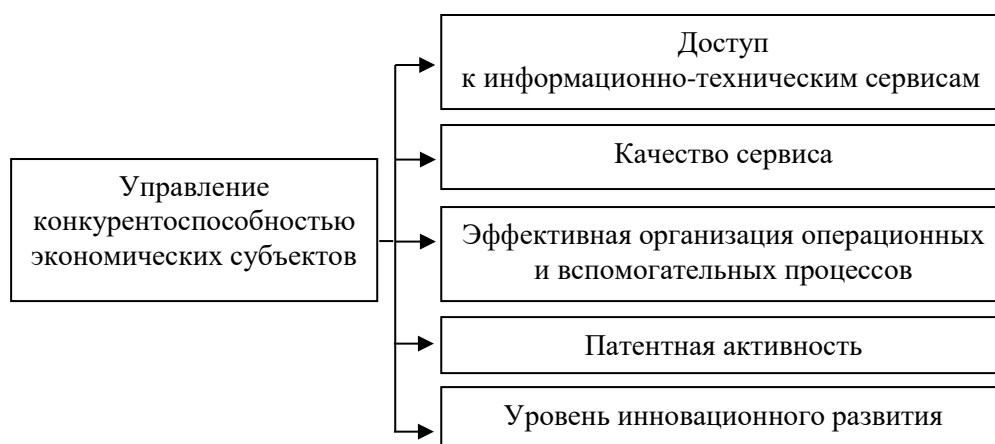 Доступ
к информационно-техническим сервисам
Качество сервиса
Управление
конкурентоспособностью
экономических субъектов
Эффективная организация операционных
и вспомогательных процессов
Патентная активность
Уровень инновационного развития